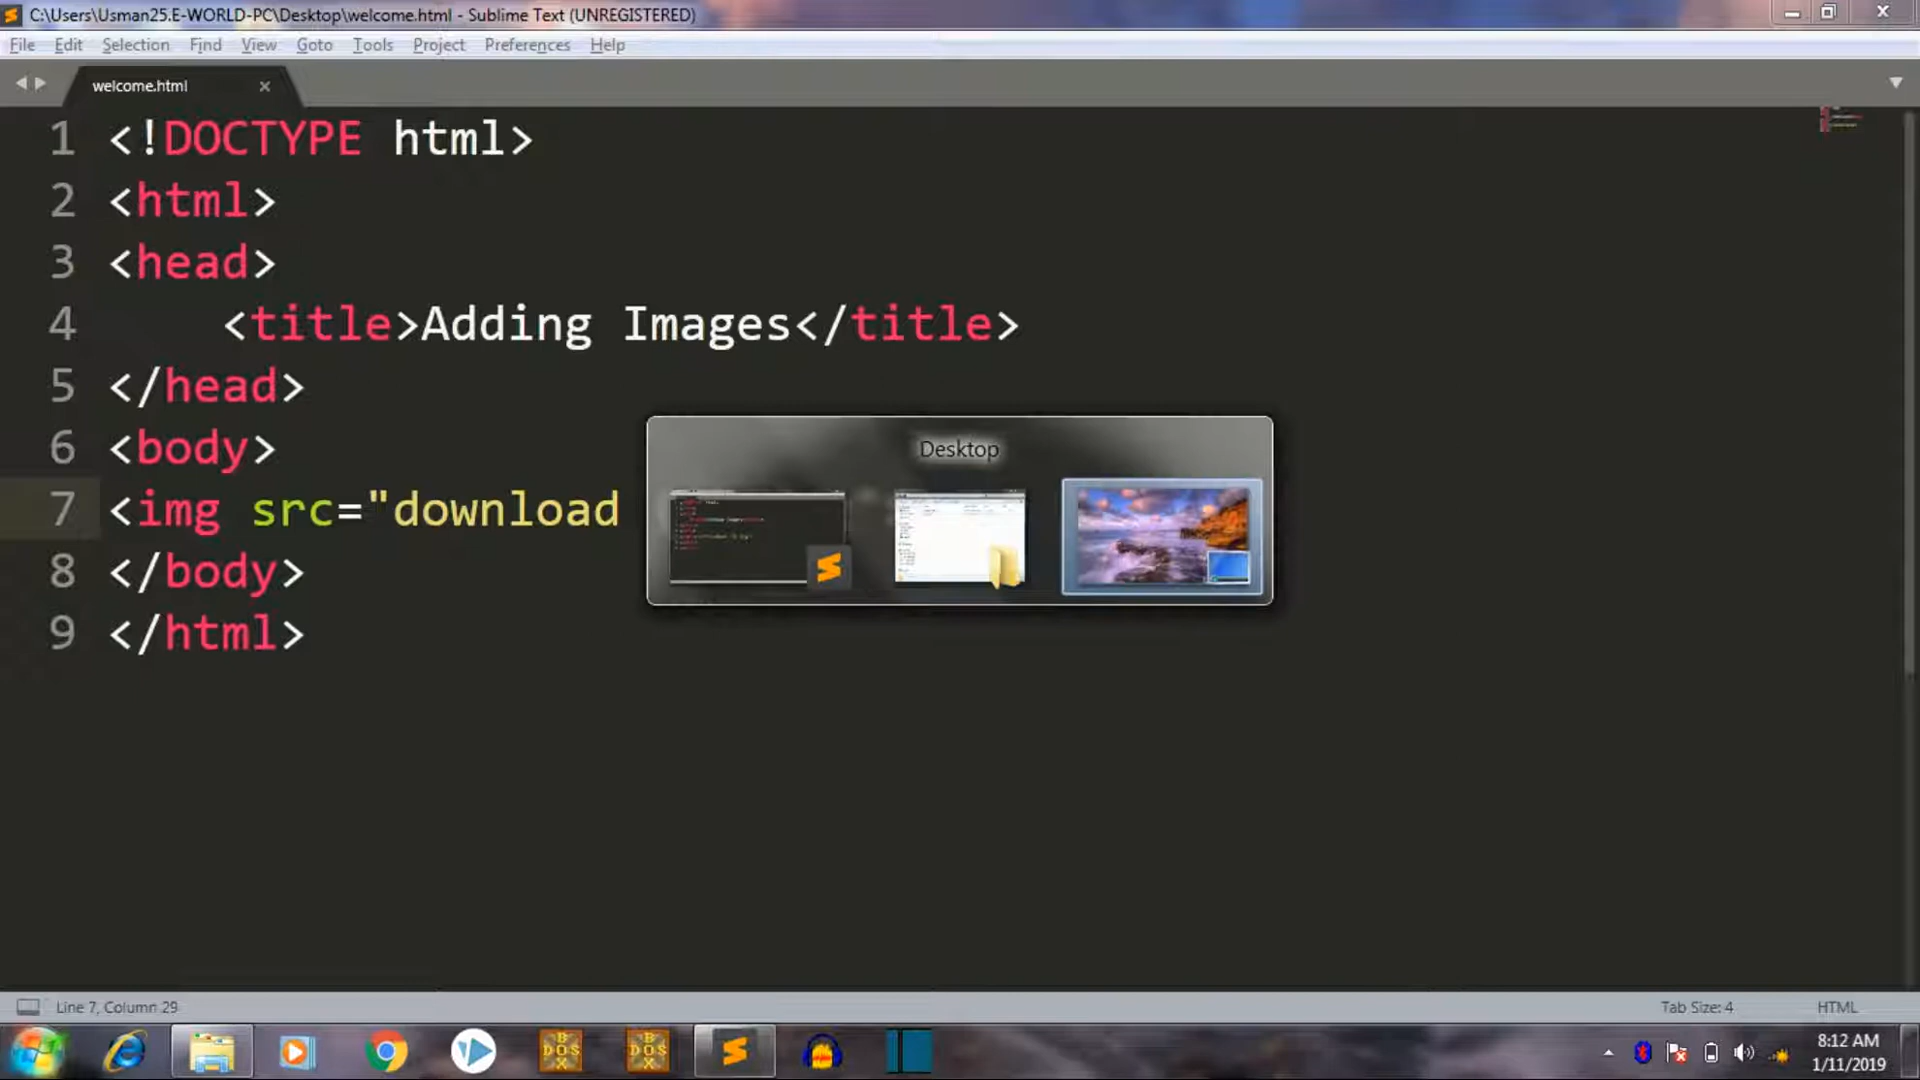 C:\Users\Usman25.E-WORLD-PC\Desktop\welcome.html - Sublime Text (UNREGISTERED)
File Edit Selection Find View Goto Tools Project Preferences Help
welcome.html
1 <!DOCTYPE html>
2 <html>
3 <head>
4 <title>Adding Images</title>
5 </head>
6 <body>
Desktop
7 <img src="download
8 </body>
9 </html>
Line 7, Column 29 Tab Size: 4 HTML
8:12 AM
1/11/2019